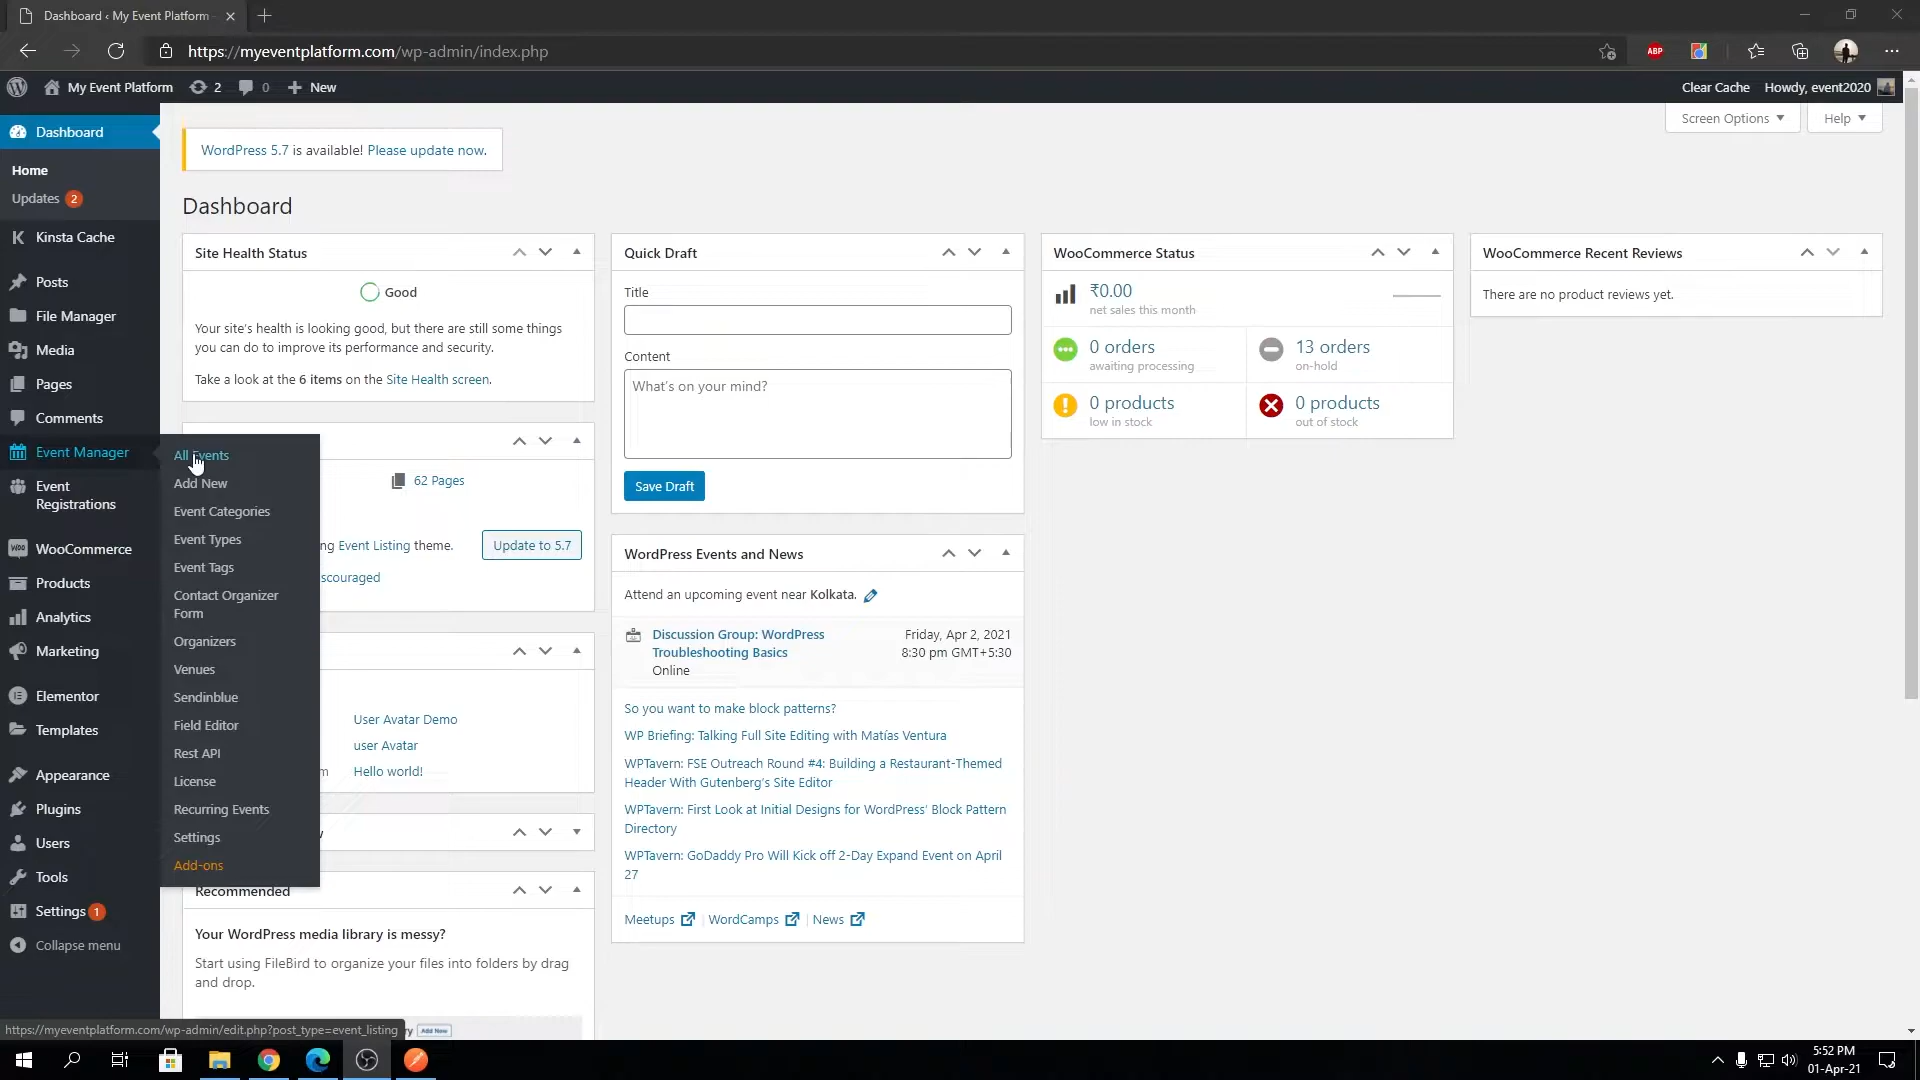 Dashboard ‹ My Event Platform
https://myeventplatform.com/wp-admin/index.php
ABP
My Event Platform
2
0
New
Clear Cache
Howdy, event2020
Dashboard
Home
Updates 2
Kinsta Cache
Posts
File Manager
Media
Pages
Comments
Event Manager
Event
Registrations
WooCommerce
Products
Analytics
Marketing
Elementor
Templates
Appearance
Plugins
Users
Tools
Settings 1
Collapse menu
All Events
Add New
Event Categories
Event Types
Event Tags
Contact Organizer
Form
Organizers
Venues
Sendinblue
Field Editor
Rest API
License
Recurring Events
Settings
Add-ons
Screen Options
Help
WordPress 5.7 is available! Please update now.
Dashboard
Site Health Status
Good
Your site's health is looking good, but there are still some things
you can do to improve its performance and security.
Take a look at the 6 items on the Site Health screen.
62 Pages
ng Event Listing theme.
Update to 5.7
scouraged
User Avatar Demo
user Avatar
Hello world!
Recommended
Your WordPress media library is messy?
Start using FileBird to organize your files into folders by drag
and drop.
Add New
Quick Draft
Title
Content
What's on your mind?
Save Draft
WordPress Events and News
Attend an upcoming event near Kolkata.
Discussion Group: WordPress
Troubleshooting Basics
Online
Friday, Apr 2, 2021
8:30 pm GMT+5:30
So you want to make block patterns?
WP Briefing: Talking Full Site Editing with Matías Ventura
WPTavern: FSE Outreach Round #4: Building a Restaurant-Themed
Header With Gutenberg's Site Editor
WPTavern: First Look at Initial Designs for WordPress' Block Pattern
Directory
WPTavern: GoDaddy Pro Will Kick off 2-Day Expand Event on April
27
Meetups | WordCamps | News
WooCommerce Status
₹0.00
net sales this month
0 orders
awaiting processing
13 orders
on-hold
0 products
low in stock
0 products
out of stock
WooCommerce Recent Reviews
There are no product reviews yet.
https://myeventplatform.com/wp-admin/edit.php?post_type=event_listing
5:52 PM
01-Apr-21